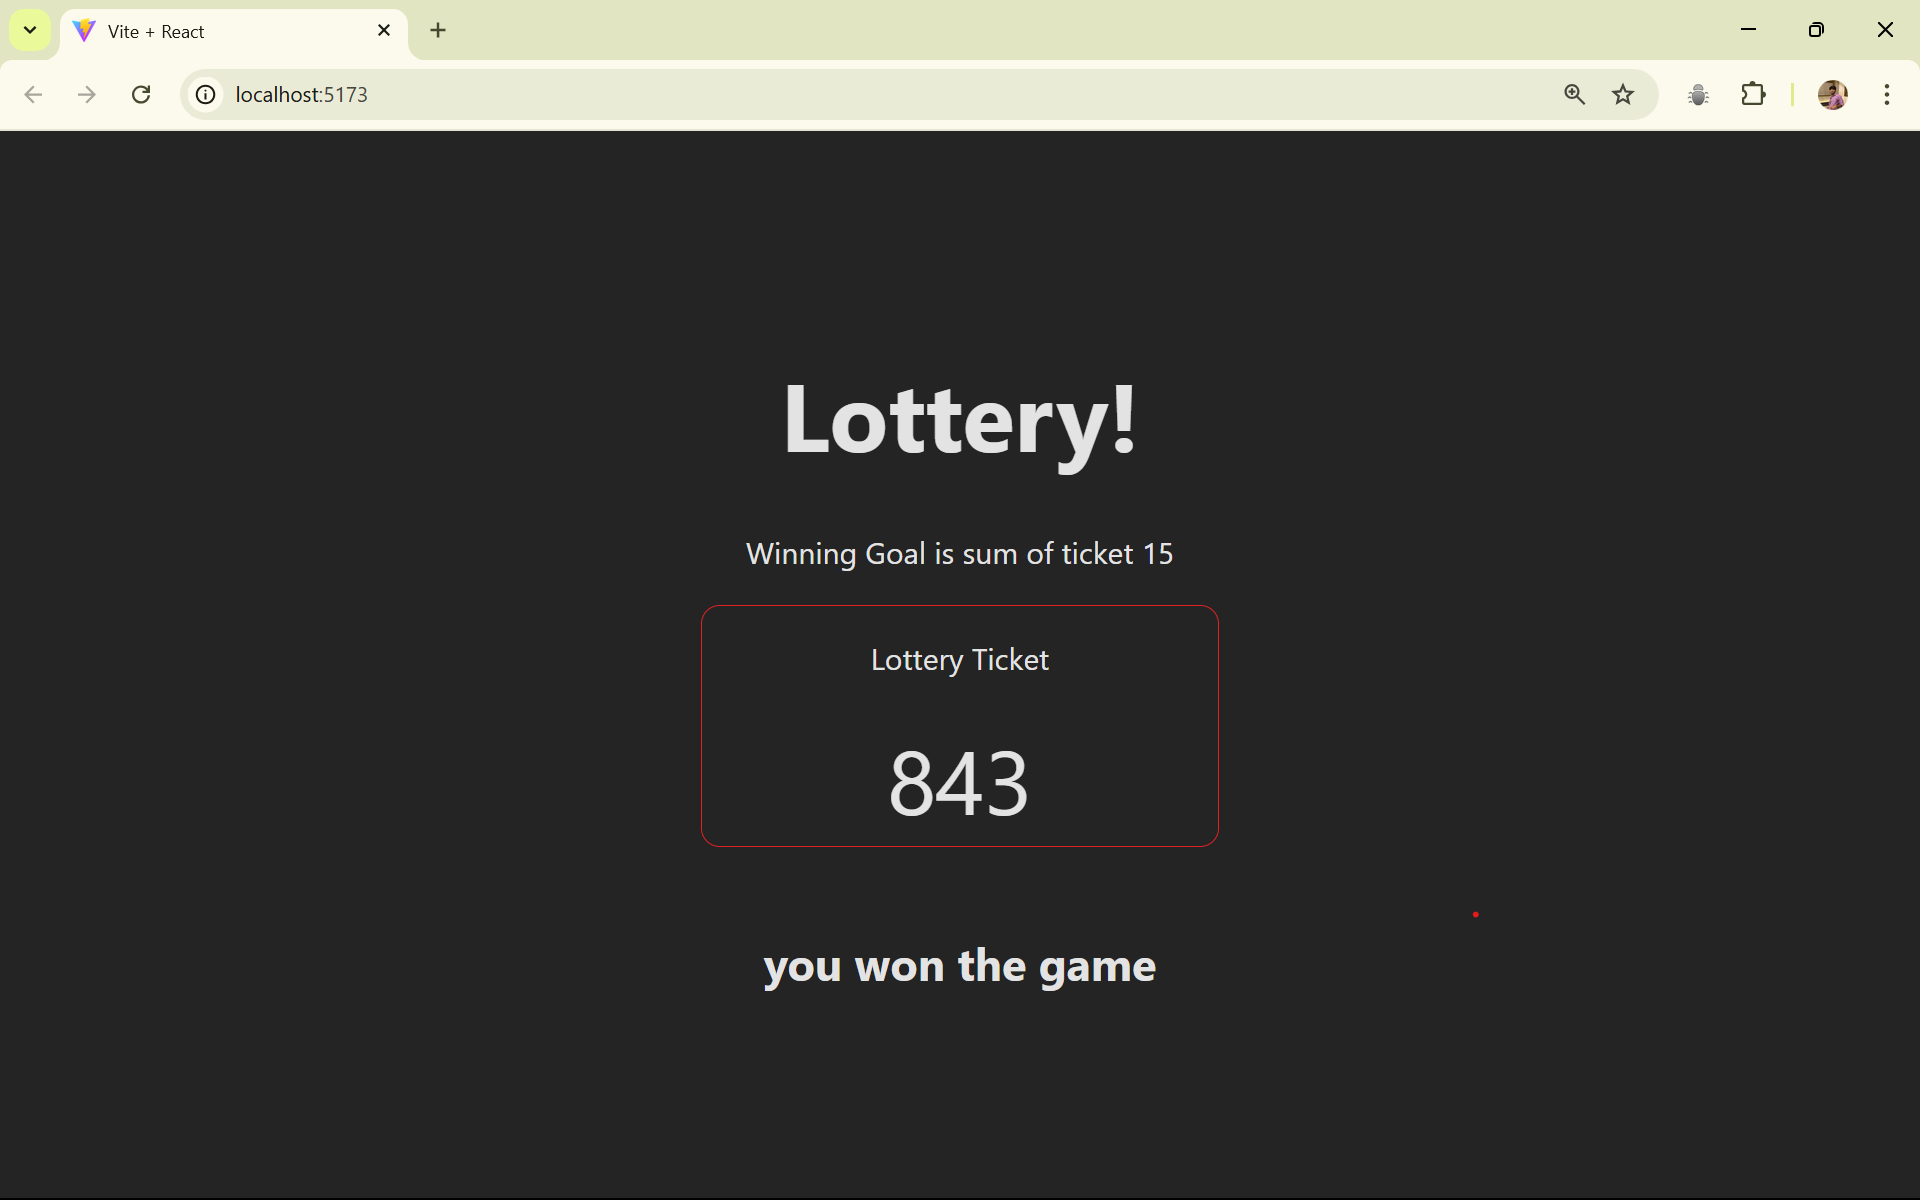 Vite + React
localhost:5173
Lottery!
Winning Goal is sum of ticket 15
Lottery Ticket
843
you won the game